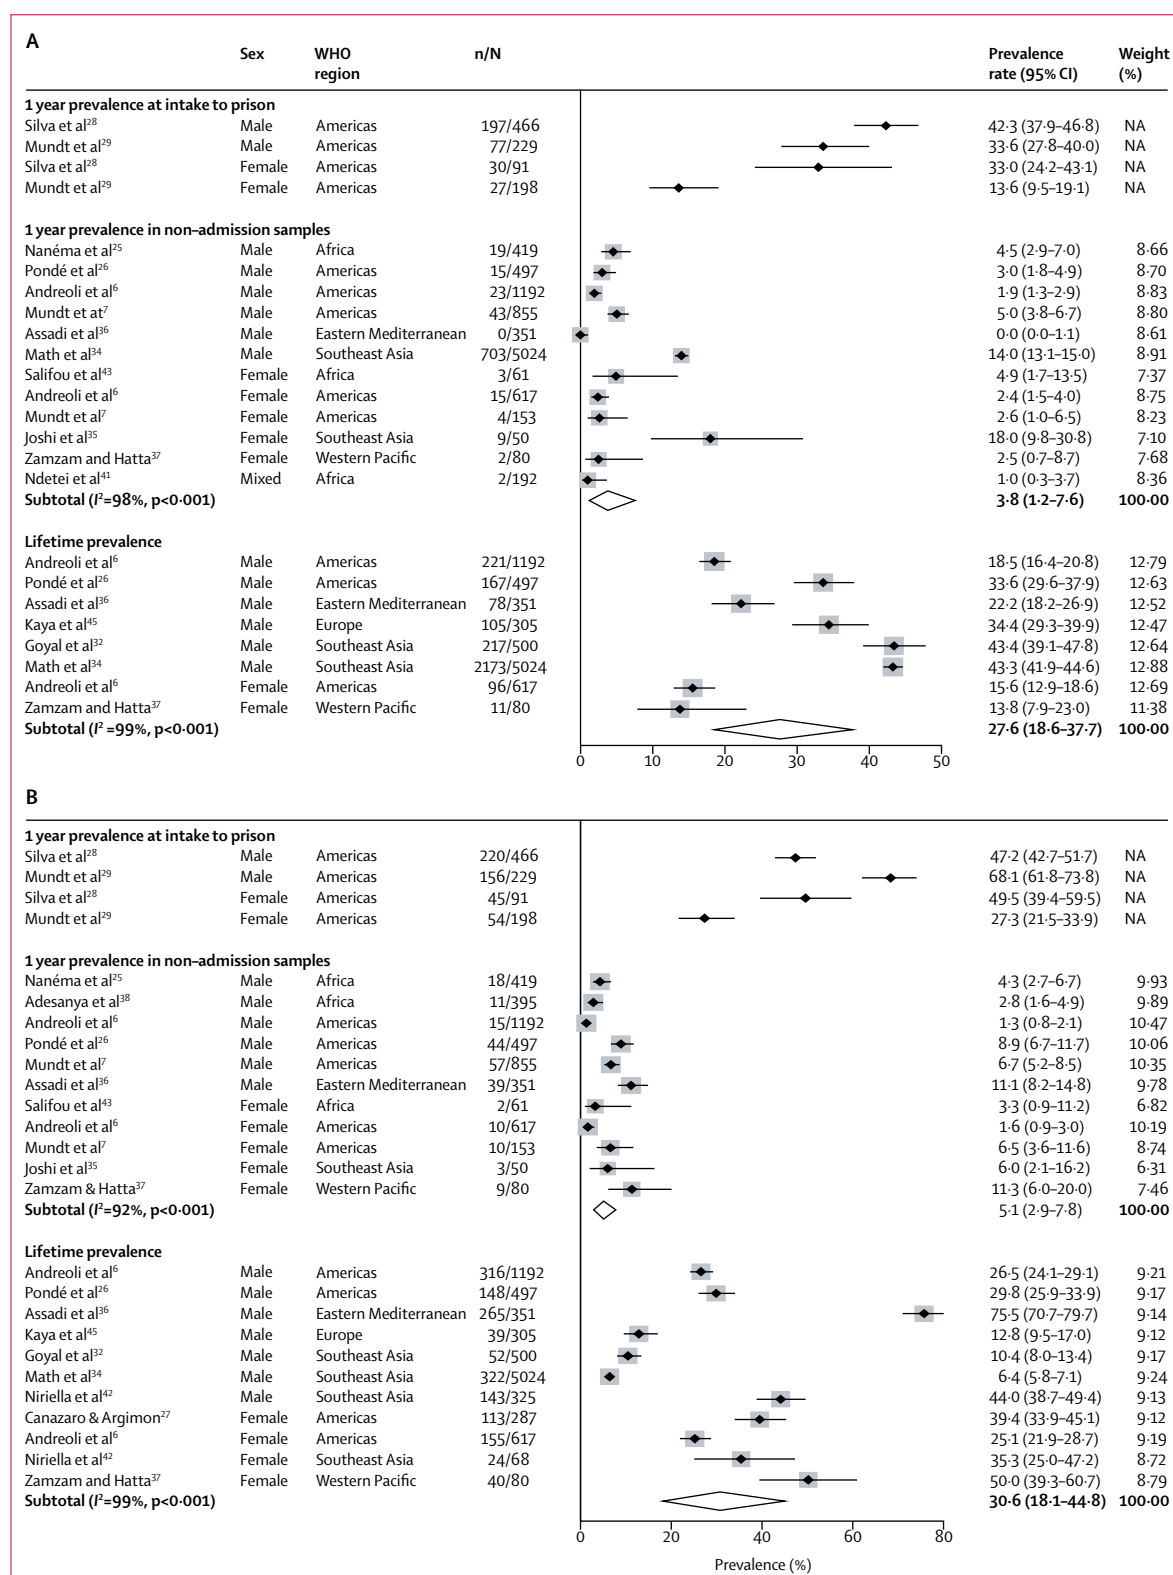 A
Sex WHO region n/N Prevalence rate (95% CI) Weight (%)
1 year prevalence at intake to prison
Silva et al²⁸ Male Americas 197/466 42·3 (37·9–46·8) NA
Mundt et al²⁹ Male Americas 77/229 33·6 (27·8–40·0) NA
Silva et al²⁸ Female Americas 30/91 33·0 (24·2–43·1) NA
Mundt et al²⁹ Female Americas 27/198 13·6 (9·5–19·1) NA
1 year prevalence in non–admission samples
Nanéma et al²⁵ Male Africa 19/419 4·5 (2·9–7·0) 8·66
Pondé et al²⁶ Male Americas 15/497 3·0 (1·8–4·9) 8·70
Andreoli et al⁶ Male Americas 23/1192 1·9 (1·3–2·9) 8·83
Mundt et at⁷ Male Americas 43/855 5·0 (3·8–6·7) 8·80
Assadi et al³⁶ Male Eastern Mediterranean 0/351 0·0 (0·0–1·1) 8·61
Math et al³⁴ Male Southeast Asia 703/5024 14·0 (13·1–15·0) 8·91
Salifou et al⁴³ Female Africa 3/61 4·9 (1·7–13·5) 7·37
Andreoli et al⁶ Female Americas 15/617 2·4 (1·5–4·0) 8·75
Mundt et al⁷ Female Americas 4/153 2·6 (1·0–6·5) 8·23
Joshi et al³⁵ Female Southeast Asia 9/50 18·0 (9·8–30·8) 7·10
Zamzam and Hatta³⁷ Female Western Pacific 2/80 2·5 (0·7–8·7) 7·68
Ndetei et al⁴¹ Mixed Africa 2/192 1·0 (0·3–3·7) 8·36
Subtotal (I²=98%, p<0·001) 3·8 (1·2–7·6) 100·00
Lifetime prevalence
Andreoli et al⁶ Male Americas 221/1192 18·5 (16·4–20·8) 12·79
Pondé et al²⁶ Male Americas 167/497 33·6 (29·6–37·9) 12·63
Assadi et al³⁶ Male Eastern Mediterranean 78/351 22·2 (18·2–26·9) 12·52
Kaya et al⁴⁵ Male Europe 105/305 34·4 (29·3–39·9) 12·47
Goyal et al³² Male Southeast Asia 217/500 43·4 (39·1–47·8) 12·64
Math et al³⁴ Male Southeast Asia 2173/5024 43·3 (41·9–44·6) 12·88
Andreoli et al⁶ Female Americas 96/617 15·6 (12·9–18·6) 12·69
Zamzam and Hatta³⁷ Female Western Pacific 11/80 13·8 (7·9–23·0) 11·38
Subtotal (I² =99%, p<0·001) 27·6 (18·6–37·7) 100·00
0 10 20 30 40 50
B
1 year prevalence at intake to prison
Silva et al²⁸ Male Americas 220/466 47·2 (42·7–51·7) NA
Mundt et al²⁹ Male Americas 156/229 68·1 (61·8–73·8) NA
Silva et al²⁸ Female Americas 45/91 49·5 (39·4–59·5) NA
Mundt et al²⁹ Female Americas 54/198 27·3 (21·5–33·9) NA
1 year prevalence in non–admission samples
Nanéma et al²⁵ Male Africa 18/419 4·3 (2·7–6·7) 9·93
Adesanya et al³⁸ Male Africa 11/395 2·8 (1·6–4·9) 9·89
Andreoli et al⁶ Male Americas 15/1192 1·3 (0·8–2·1) 10·47
Pondé et al²⁶ Male Americas 44/497 8·9 (6·7–11·7) 10·06
Mundt et al⁷ Male Americas 57/855 6·7 (5·2–8·5) 10·35
Assadi et al³⁶ Male Eastern Mediterranean 39/351 11·1 (8·2–14·8) 9·78
Salifou et al⁴³ Female Africa 2/61 3·3 (0·9–11·2) 6·82
Andreoli et al⁶ Female Americas 10/617 1·6 (0·9–3·0) 10·19
Mundt et al⁷ Female Americas 10/153 6·5 (3·6–11·6) 8·74
Joshi et al³⁵ Female Southeast Asia 3/50 6·0 (2·1–16·2) 6·31
Zamzam & Hatta³⁷ Female Western Pacific 9/80 11·3 (6·0–20·0) 7·46
Subtotal (I²=92%, p<0·001) 5·1 (2·9–7·8) 100·00
Lifetime prevalence
Andreoli et al⁶ Male Americas 316/1192 26·5 (24·1–29·1) 9·21
Pondé et al²⁶ Male Americas 148/497 29·8 (25·9–33·9) 9·17
Assadi et al³⁶ Male Eastern Mediterranean 265/351 75·5 (70·7–79·7) 9·14
Kaya et al⁴⁵ Male Europe 39/305 12·8 (9·5–17·0) 9·12
Goyal et al³² Male Southeast Asia 52/500 10·4 (8·0–13·4) 9·17
Math et al³⁴ Male Southeast Asia 322/5024 6·4 (5·8–7·1) 9·24
Niriella et al⁴² Male Southeast Asia 143/325 44·0 (38·7–49·4) 9·13
Canazaro & Argimon²⁷ Female Americas 113/287 39·4 (33·9–45·1) 9·12
Andreoli et al⁶ Female Americas 155/617 25·1 (21·9–28·7) 9·19
Niriella et al⁴² Female Southeast Asia 24/68 35·3 (25·0–47·2) 8·72
Zamzam and Hatta³⁷ Female Western Pacific 40/80 50·0 (39·3–60·7) 8·79
Subtotal (I²=99%, p<0·001) 30·6 (18·1–44·8) 100·00
0 20 40 60 80
Prevalence (%)